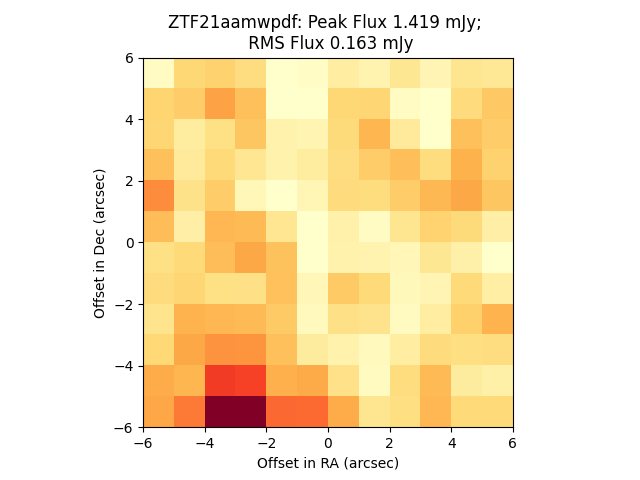 ZTF21aamwpdf: Peak Flux 1.419 mJy;
RMS Flux 0.163 mJy
6
4
2
0
−2
−4
−6
Offset in Dec (arcsec)
−6 −4 −2 0 2 4 6
Offset in RA (arcsec)